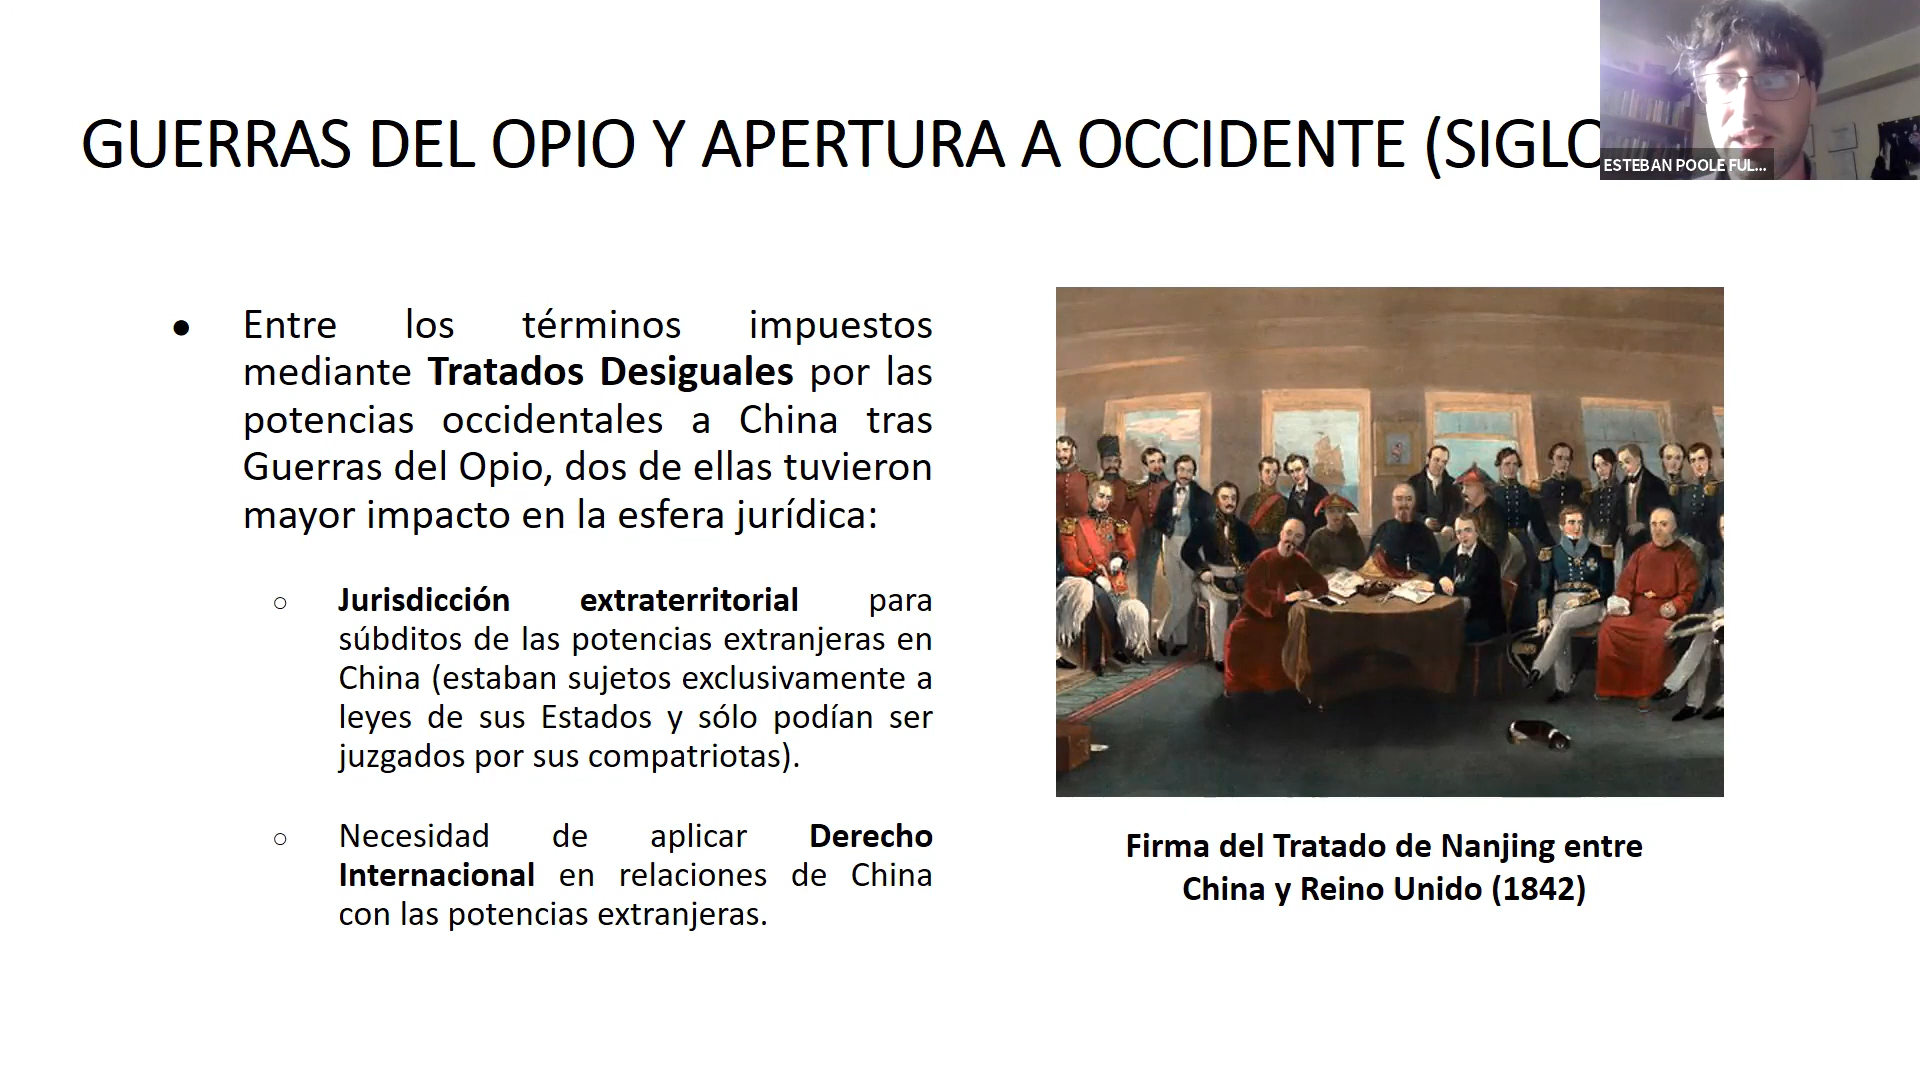 GUERRAS DEL OPIO Y APERTURA A OCCIDENTE (SIGLO
ESTEBAN POOLE FUL...
● Entre los términos impuestos
mediante Tratados Desiguales por las
potencias occidentales a China tras
Guerras del Opio, dos de ellas tuvieron
mayor impacto en la esfera jurídica:
○ Jurisdicción extraterritorial para
súbditos de las potencias extranjeras en
China (estaban sujetos exclusivamente a
leyes de sus Estados y sólo podían ser
juzgados por sus compatriotas).
○ Necesidad de aplicar Derecho
Internacional en relaciones de China
con las potencias extranjeras.
Firma del Tratado de Nanjing entre
China y Reino Unido (1842)